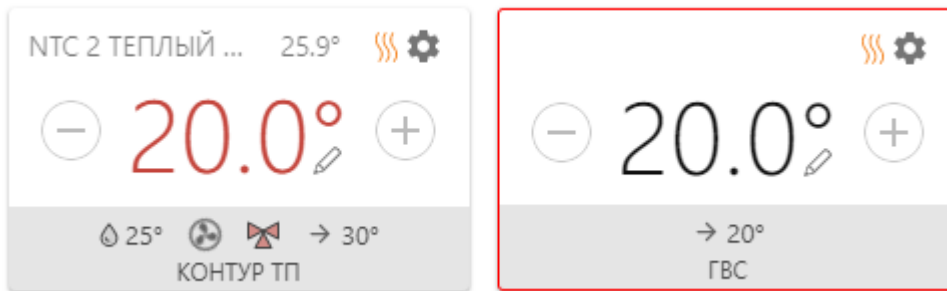 NTC 2 ТЕПЛЫЙ ... 25.9°
20.0°
25° → 30°
КОНТУР ТП
20.0°
→ 20°
ГВС